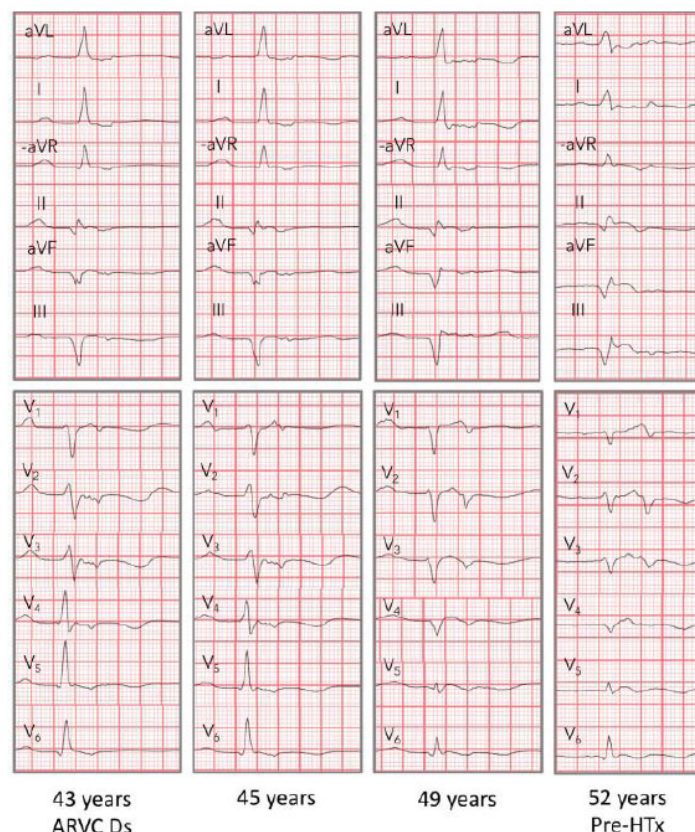 aVL aVL aVL aVL
I I I I
-aVR -aVR -aVR -aVR
II II II II
aVF aVF aVF aVF
III III III III
V1 V1 V1 V1
V2 V2 V2 V2
V3 V3 V3 V3
V4 V4 V4 V4
V5 V5 V5 V5
V6 V6 V6 V6
43 years 45 years 49 years 52 years
ARVC Ds Pre-HTx